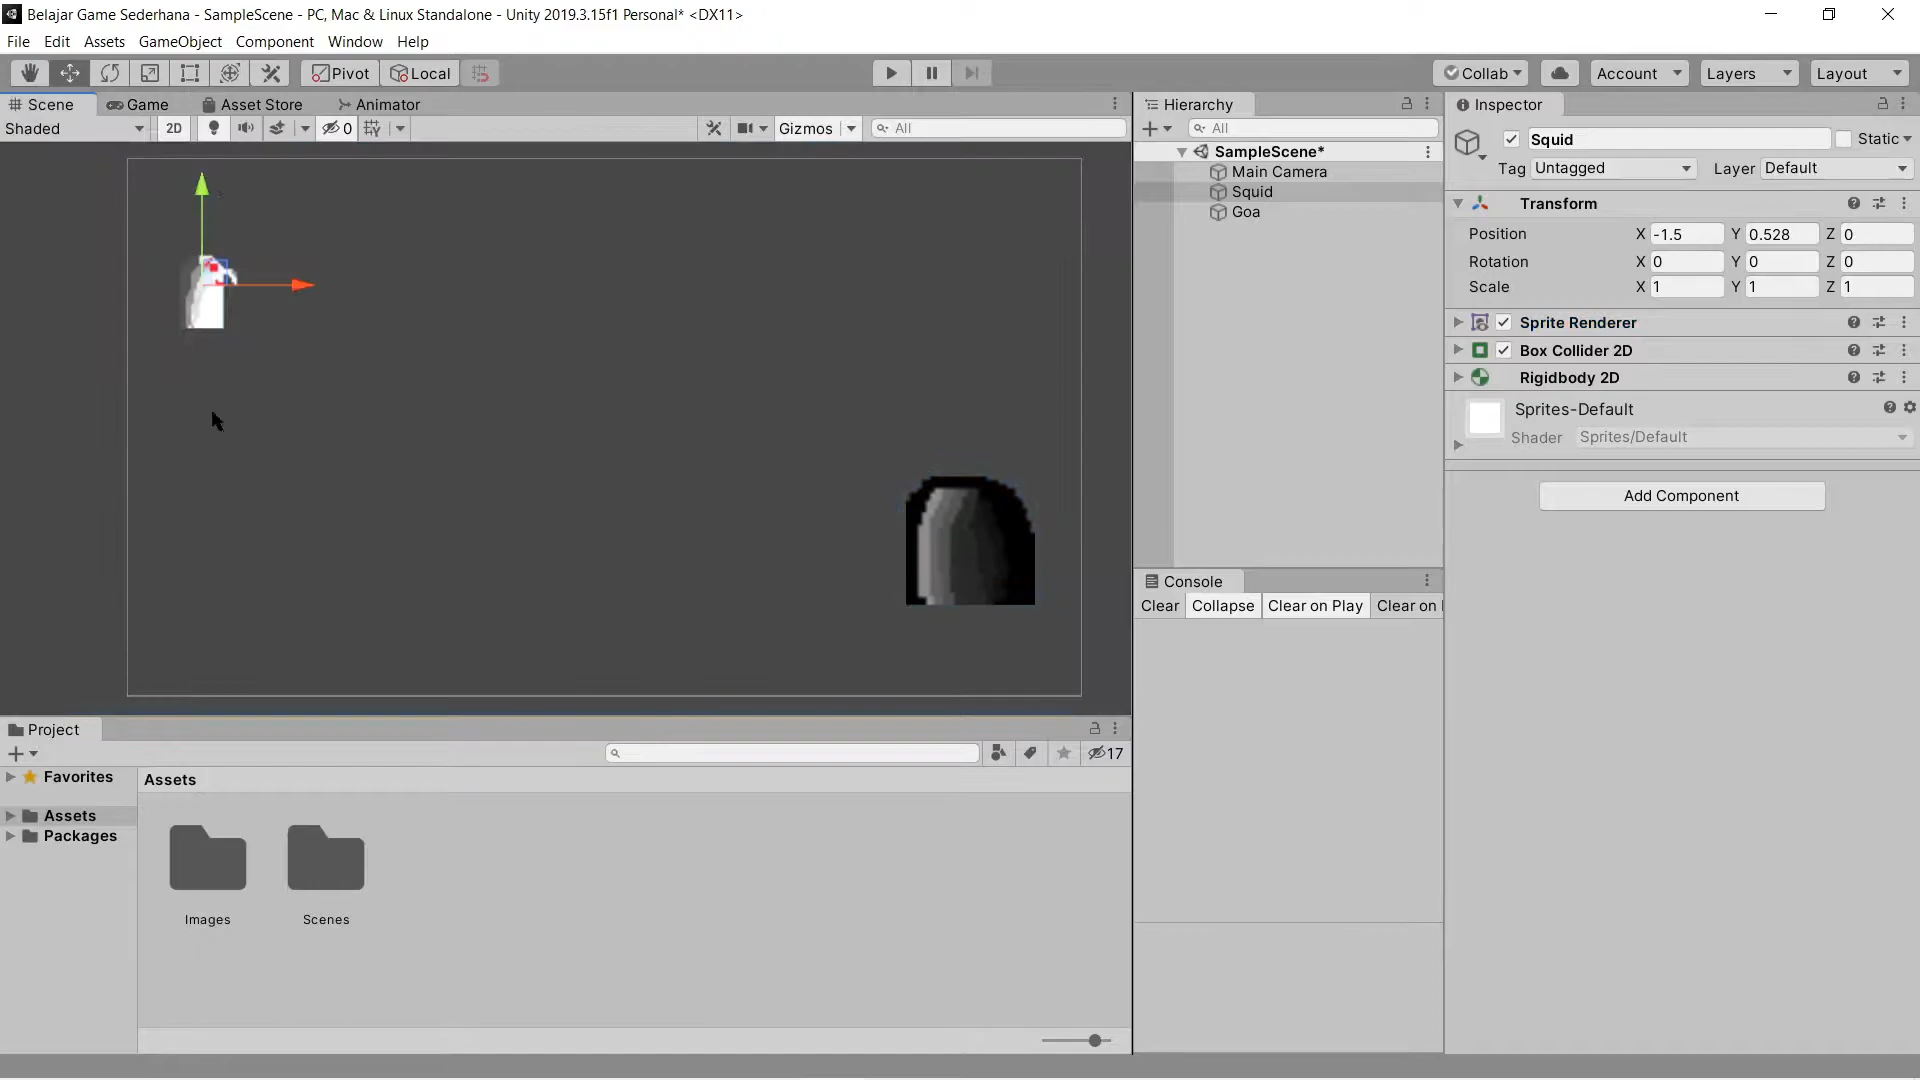 Belajar Game Sederhana - SampleScene - PC, Mac & Linux Standalone - Unity 2019.3.15f1 Personal* <DX11>
File Edit Assets GameObject Component Window Help
Pivot Local Collab Account Layers Layout
Scene Game Asset Store Animator
Shaded 2D 0 Gizmos All
Hierarchy
All
SampleScene*
Main Camera
Squid
Goa
Console
Clear Collapse Clear on Play Clear on
Inspector
Squid Static
Tag Untagged Layer Default
Transform
Position X -1.5 Y 0.528 Z 0
Rotation X 0 Y 0 Z 0
Scale X 1 Y 1 Z 1
Sprite Renderer
Box Collider 2D
Rigidbody 2D
Sprites-Default
Shader Sprites/Default
Add Component
Project
17
Favorites
Assets
Packages
Assets
Images Scenes